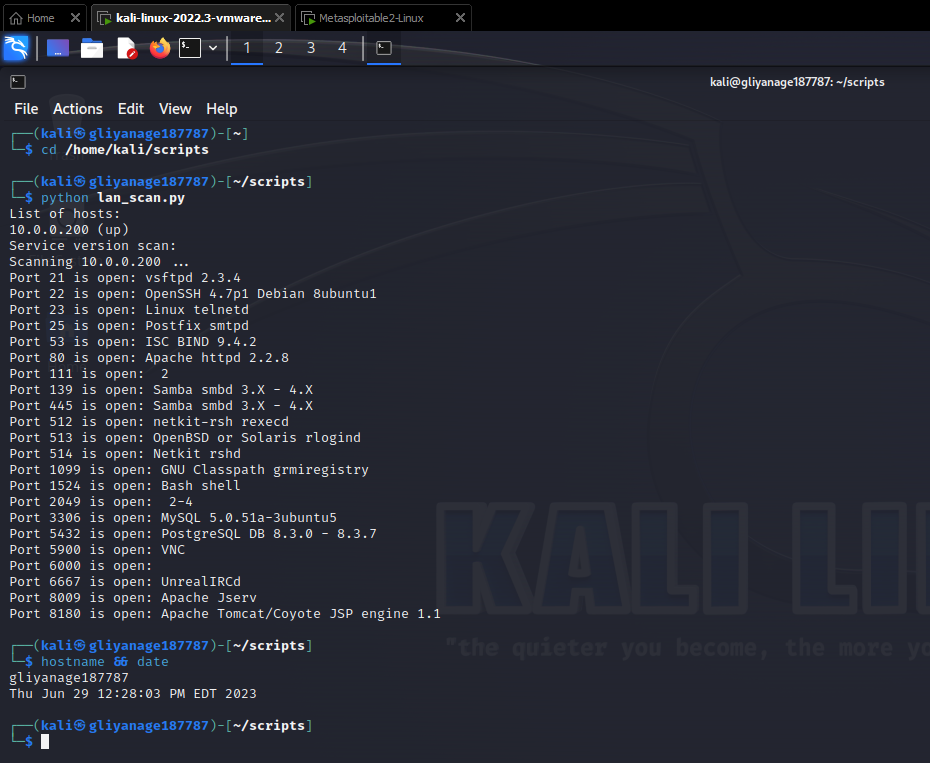 Home
kali-linux-2022.3-vmware...
Metasploitable2-Linux
1 2 3 4
kali@gliyanage187787: ~/scripts
File Actions Edit View Help
┌──(kali㉿gliyanage187787)-[~]
└─$ cd /home/kali/scripts
┌──(kali㉿gliyanage187787)-[~/scripts]
└─$ python lan_scan.py
List of hosts:
10.0.0.200 (up)
Service version scan:
Scanning 10.0.0.200 ...
Port 21 is open: vsftpd 2.3.4
Port 22 is open: OpenSSH 4.7p1 Debian 8ubuntu1
Port 23 is open: Linux telnetd
Port 25 is open: Postfix smtpd
Port 53 is open: ISC BIND 9.4.2
Port 80 is open: Apache httpd 2.2.8
Port 111 is open:  2
Port 139 is open: Samba smbd 3.X - 4.X
Port 445 is open: Samba smbd 3.X - 4.X
Port 512 is open: netkit-rsh rexecd
Port 513 is open: OpenBSD or Solaris rlogind
Port 514 is open: Netkit rshd
Port 1099 is open: GNU Classpath grmiregistry
Port 1524 is open: Bash shell
Port 2049 is open:  2-4
Port 3306 is open: MySQL 5.0.51a-3ubuntu5
Port 5432 is open: PostgreSQL DB 8.3.0 - 8.3.7
Port 5900 is open: VNC
Port 6000 is open:
Port 6667 is open: UnrealIRCd
Port 8009 is open: Apache Jserv
Port 8180 is open: Apache Tomcat/Coyote JSP engine 1.1
KALI LI
┌──(kali㉿gliyanage187787)-[~/scripts]
└─$ hostname && date
"the quieter you become, the more yo
gliyanage187787
Thu Jun 29 12:28:03 PM EDT 2023
┌──(kali㉿gliyanage187787)-[~/scripts]
└─$